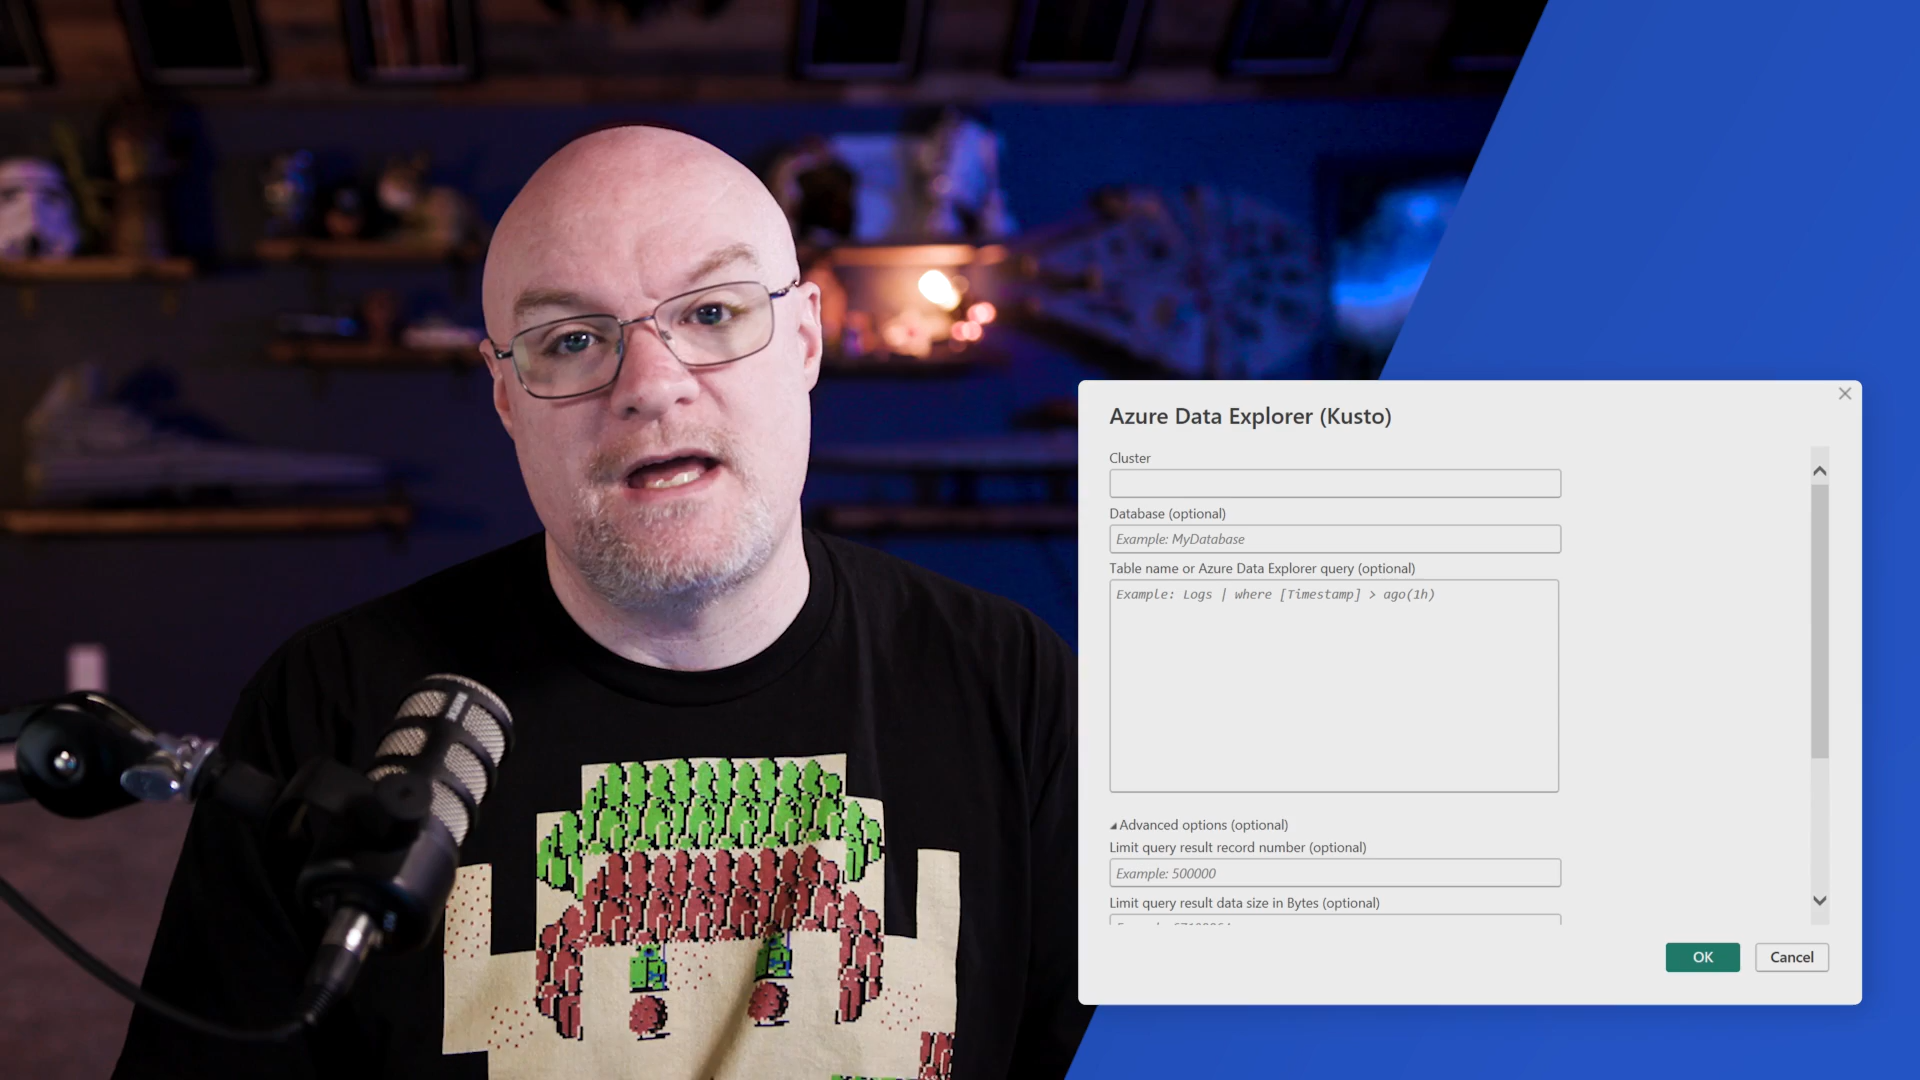 Azure Data Explorer (Kusto)
Cluster
Database (optional)
Example: MyDatabase
Table name or Azure Data Explorer query (optional)
Example: Logs | where [Timestamp] > ago(1h)
Advanced options (optional)
Limit query result record number (optional)
Example: 500000
Limit query result data size in Bytes (optional)
OK
Cancel